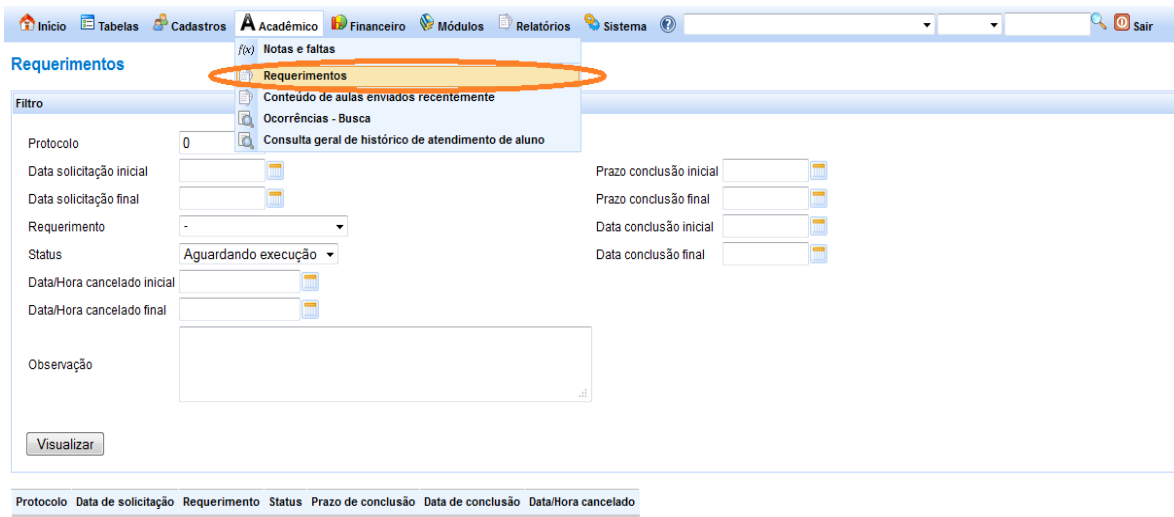 Início Tabelas Cadastros Acadêmico Financeiro Módulos Relatórios Sistema Sair
f(x) Notas e faltas
Requerimentos
Requerimentos
Conteúdo de aulas enviados recentemente
Filtro
Ocorrências - Busca
Consulta geral de histórico de atendimento de aluno
Protocolo 0
Data solicitação inicial Prazo conclusão inicial
Data solicitação final Prazo conclusão final
Requerimento - Data conclusão inicial
Status Aguardando execução Data conclusão final
Data/Hora cancelado inicial
Data/Hora cancelado final
Observação
Visualizar
Protocolo Data de solicitação Requerimento Status Prazo de conclusão Data de conclusão Data/Hora cancelado